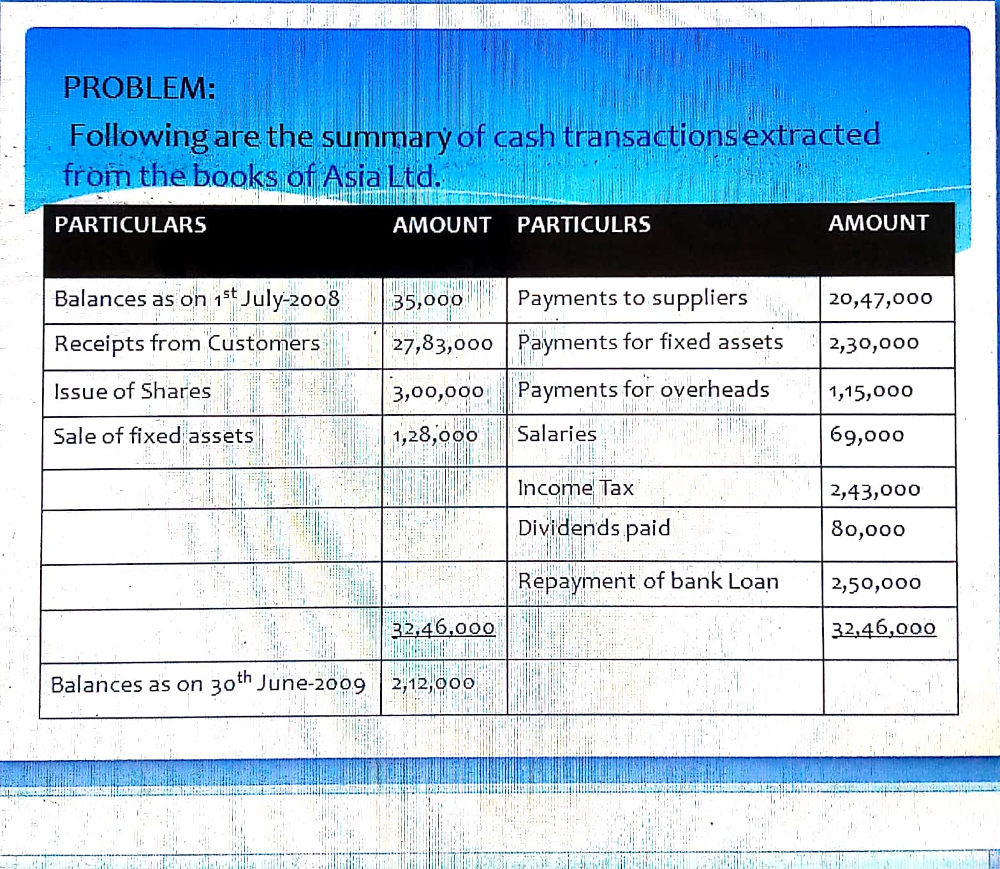 PROBLEM:
Following are the summary of cash transactions extracted
from the books of Asia Ltd.
PARTICULARS AMOUNT PARTICULRS AMOUNT
Balances as on 1st July-2008 35,000 Payments to suppliers 20,47,000
Receipts from Customers 27,83,000 Payments for fixed assets 2,30,000
Issue of Shares 3,00,000 Payments for overheads 1,15,000
Sale of fixed assets 1,28,000 Salaries 69,000
Income Tax 2,43,000
Dividends paid 80,000
Repayment of bank Loan 2,50,000
32,46,000 32,46,000
Balances as on 30th June-2009 2,12,000